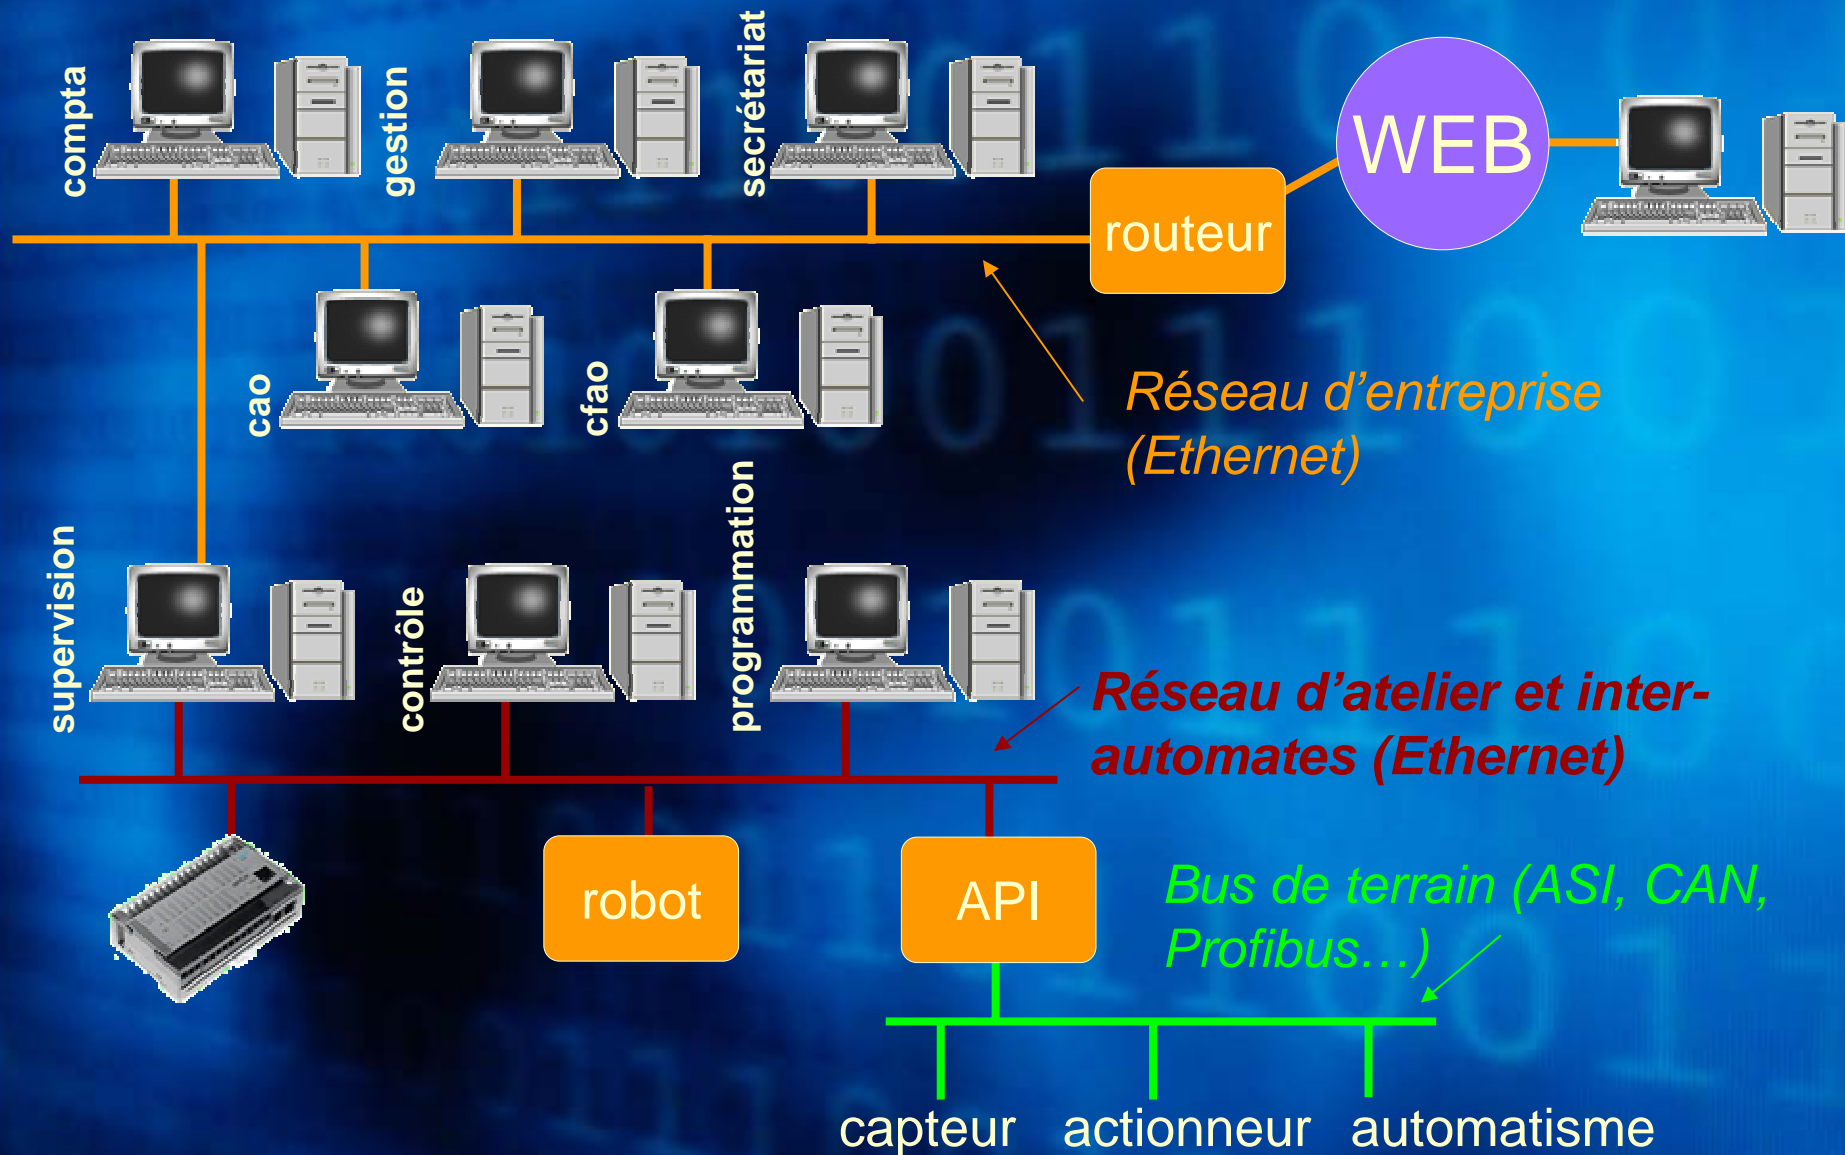 compta
gestion
secrétariat
WEB
routeur
cao
cfao
Réseau d’entreprise
(Ethernet)
supervision
contrôle
programmation
Réseau d’atelier et inter-
automates (Ethernet)
robot
API
Bus de terrain (ASI, CAN,
Profibus…)
capteur
actionneur
automatisme